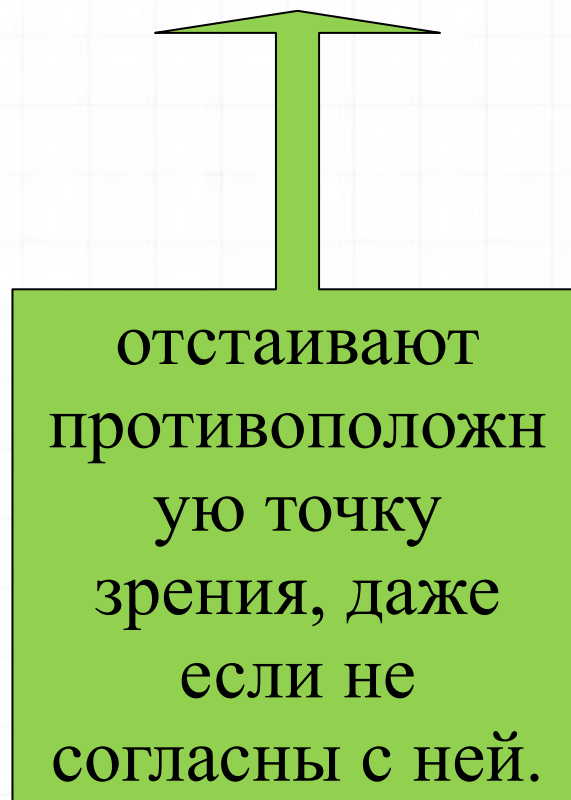 отстаивают
противоположн
ую точку
зрения, даже
если не
согласны с ней.